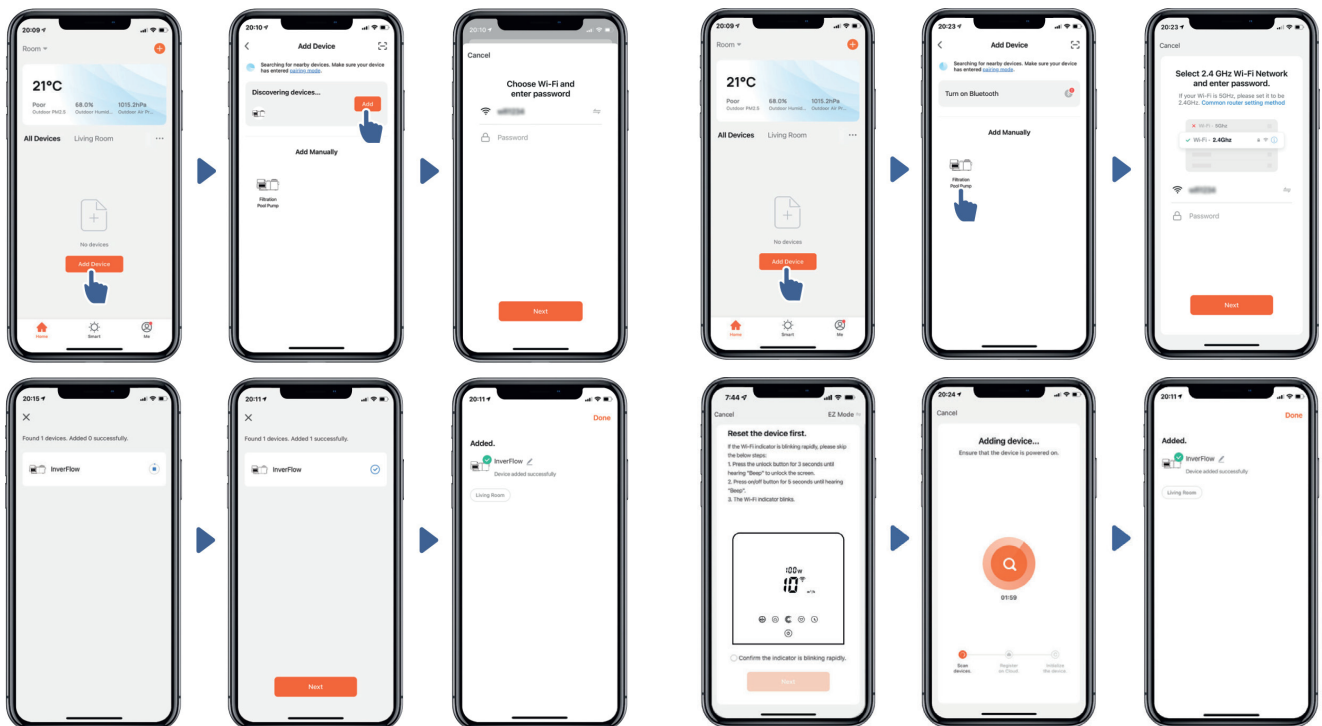 20:09
Room
21°C
Poor 68.0% 1015.2hPa
Outdoor PM2.5 Outdoor Humid... Outdoor Air Pr...
All Devices Living Room ...
No devices
Add Device
Home Smart Me
20:10
Add Device
Searching for nearby devices. Make sure your device
has entered pairing mode.
Discovering devices...
Add
Add Manually
Filtration
Pool Pump
20:10
Cancel
Choose Wi-Fi and
enter password
Password
Next
20:09
Room
21°C
Poor 68.0% 1015.2hPa
Outdoor PM2.5 Outdoor Humid... Outdoor Air Pr...
All Devices Living Room ...
No devices
Add Device
Home Smart Me
20:23
Add Device
Searching for nearby devices. Make sure your device
has entered pairing mode.
Turn on Bluetooth
Add Manually
Filtration
Pool Pump
20:23
Cancel
Select 2.4 GHz Wi-Fi Network
and enter password.
If your Wi-Fi is 5GHz, please set it to be
2.4GHz. Common router setting method
Wi-Fi - 5Ghz
Wi-Fi - 2.4Ghz
Password
Next
20:15
Found 1 devices. Added 0 successfully.
InverFlow
20:11
Found 1 devices. Added 1 successfully.
InverFlow
Next
20:11
Done
Added.
InverFlow
Device added successfully
Living Room
7:44
Cancel EZ Mode
Reset the device first.
If the Wi-Fi indicator is blinking rapidly, please skip
the below steps:
1. Press the unlock button for 3 seconds until
hearing "Beep" to unlock the screen.
2. Press on/off button for 5 seconds until hearing
"Beep".
3. The Wi-Fi indicator blinks.
100w
10
m³/h
Confirm the indicator is blinking rapidly.
Next
20:24
Cancel
Adding device...
Ensure that the device is powered on.
01:59
Scan Register Initialize
devices. on Cloud. the device.
20:11
Done
Added.
InverFlow
Device added successfully
Living Room